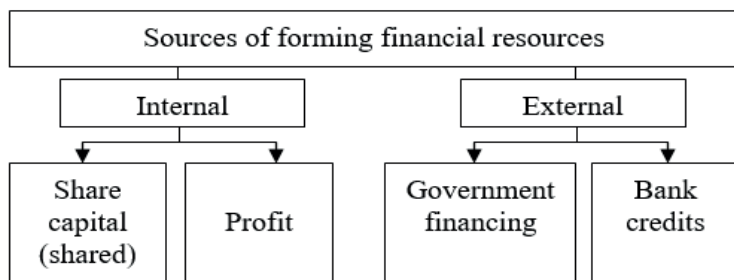 Sources of forming financial resources
Internal
External
Share
capital
(shared)
Profit
Government
financing
Bank
credits